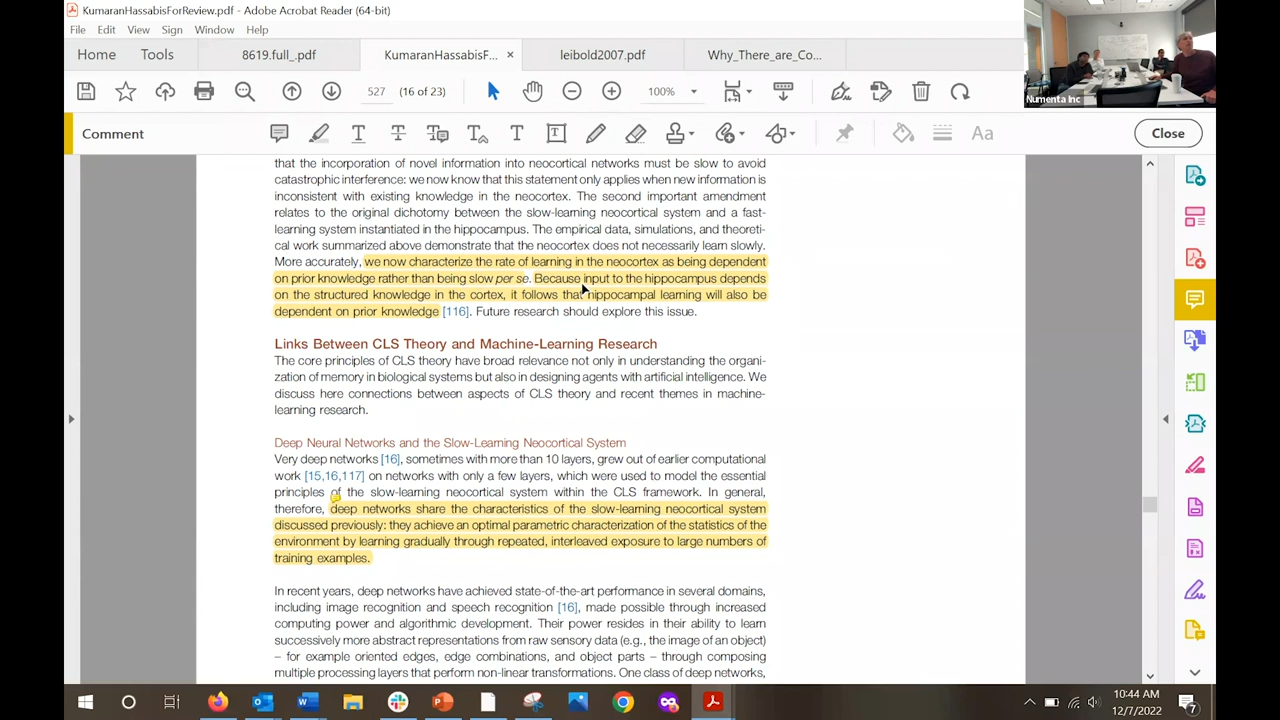 KumaranHassabisForReview.pdf - Adobe Acrobat Reader (64-bit)
File Edit View Sign Window Help
Home Tools 8619.full_.pdf KumaranHassabisF... × leibold2007.pdf Why_There_are_Co...
527 (16 of 23) 100%
Numenta Inc
Comment
Aa
Close
that the incorporation of novel information into neocortical networks must be slow to avoid
catastrophic interference: we now know that this statement only applies when new information is
inconsistent with existing knowledge in the neocortex. The second important amendment
relates to the original dichotomy between the slow-learning neocortical system and a fast-
learning system instantiated in the hippocampus. The empirical data, simulations, and theoreti-
cal work summarized above demonstrate that the neocortex does not necessarily learn slowly.
More accurately, we now characterize the rate of learning in the neocortex as being dependent
on prior knowledge rather than being slow per se. Because input to the hippocampus depends
on the structured knowledge in the cortex, it follows that hippocampal learning will also be
dependent on prior knowledge [116]. Future research should explore this issue.
Links Between CLS Theory and Machine-Learning Research
The core principles of CLS theory have broad relevance not only in understanding the organi-
zation of memory in biological systems but also in designing agents with artificial intelligence. We
discuss here connections between aspects of CLS theory and recent themes in machine-
learning research.
Deep Neural Networks and the Slow-Learning Neocortical System
Very deep networks [16], sometimes with more than 10 layers, grew out of earlier computational
work [15,16,117] on networks with only a few layers, which were used to model the essential
principles of the slow-learning neocortical system within the CLS framework. In general,
therefore, deep networks share the characteristics of the slow-learning neocortical system
discussed previously: they achieve an optimal parametric characterization of the statistics of the
environment by learning gradually through repeated, interleaved exposure to large numbers of
training examples.
In recent years, deep networks have achieved state-of-the-art performance in several domains,
including image recognition and speech recognition [16], made possible through increased
computing power and algorithmic development. Their power resides in their ability to learn
successively more abstract representations from raw sensory data (e.g., the image of an object)
– for example oriented edges, edge combinations, and object parts – through composing
multiple processing layers that perform non-linear transformations. One class of deep networks,
10:44 AM
12/7/2022
7